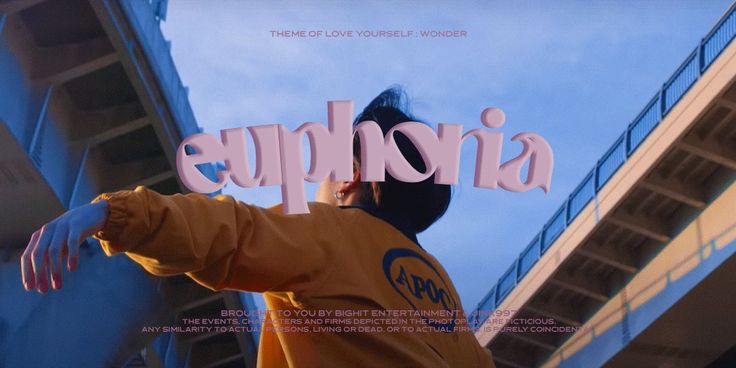 THEME OF LOVE YOURSELF : WONDER
euphoria
APOC
BROUGHT TO YOU BY BIGHIT ENTERTAINMENT
THE EVENTS, CHARACTERS AND FIRMS DEPICTED IN THE PHOTOPLAY ARE FICTICIOUS.
ANY SIMILARITY TO ACTUAL PERSONS, LIVING OR DEAD, OR TO ACTUAL FIRMS IS PURELY COINCIDENT